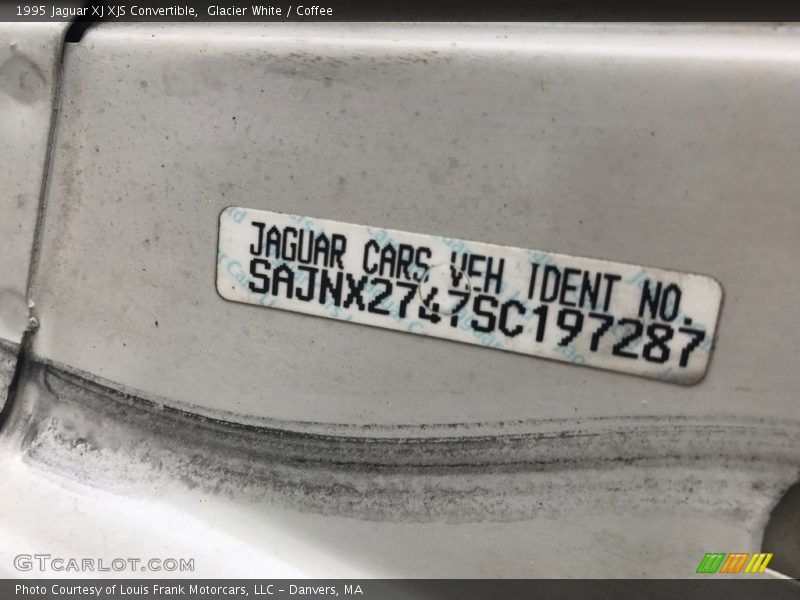 1995 Jaguar XJ XJS Convertible, Glacier White / Coffee
JAGUAR CARS VEH IDENT NO.
SAJNX2747SC197287
GTCARLOT.COM
Photo Courtesy of Louis Frank Motorcars, LLC – Danvers, MA